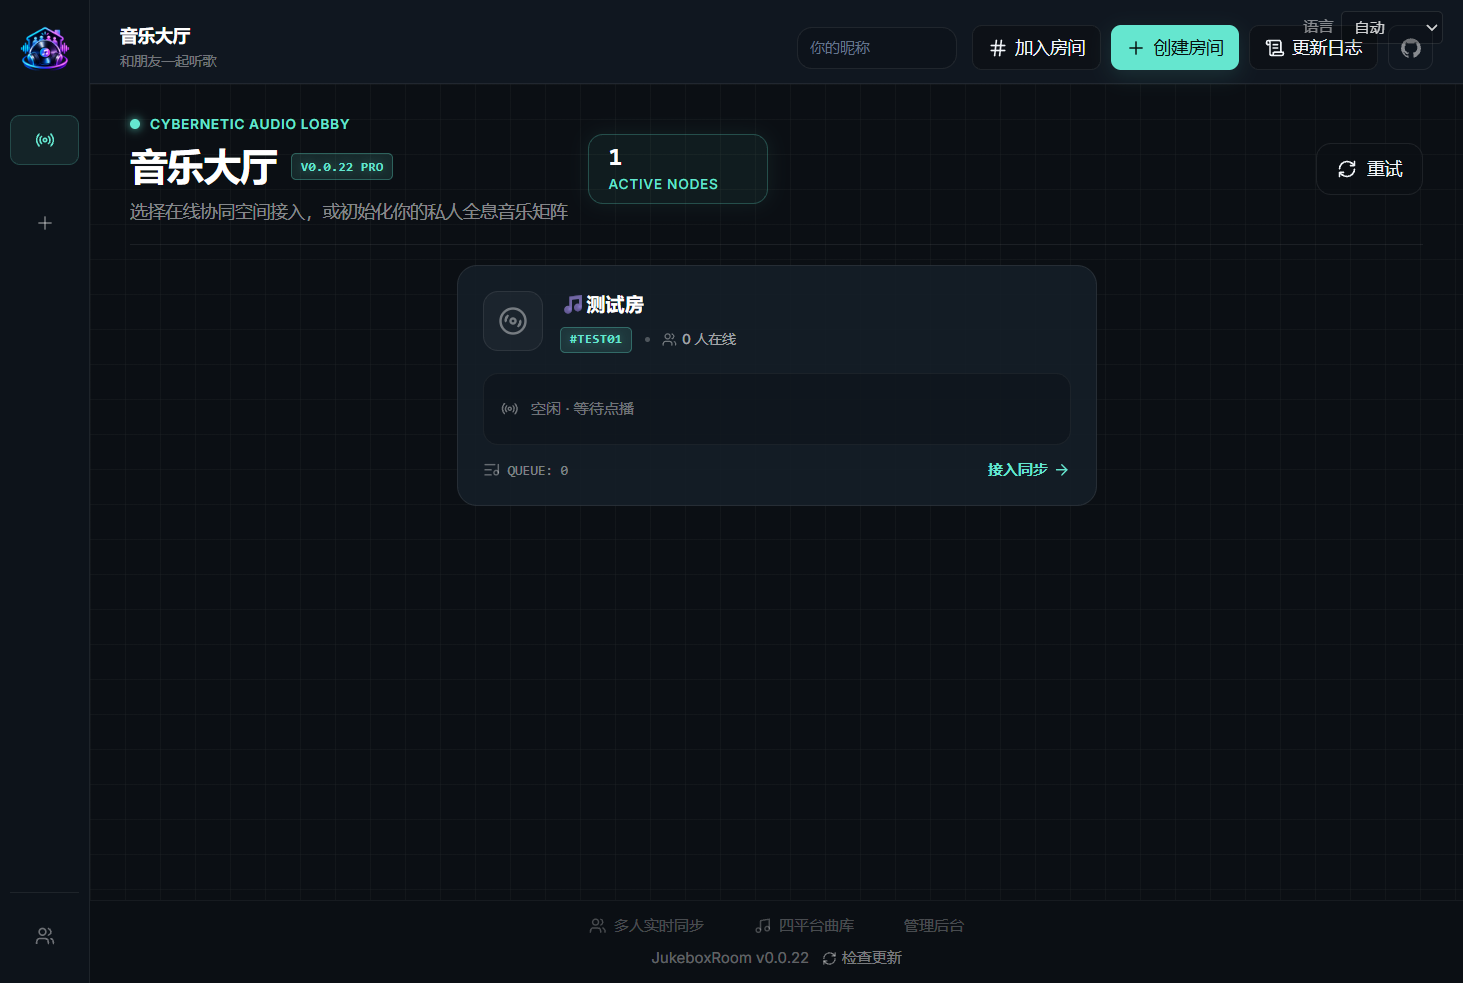 音乐大厅
和朋友一起听歌
你的昵称
加入房间
创建房间
更新日志
语言
自动
CYBERNETIC AUDIO LOBBY
音乐大厅
V0.0.22 PRO
选择在线协同空间接入，或初始化你的私人全息音乐矩阵
1
ACTIVE NODES
重试
🎵测试房
#TEST01
0 人在线
空闲 · 等待点播
QUEUE: 0
接入同步
多人实时同步
四平台曲库
管理后台
JukeboxRoom v0.0.22
检查更新